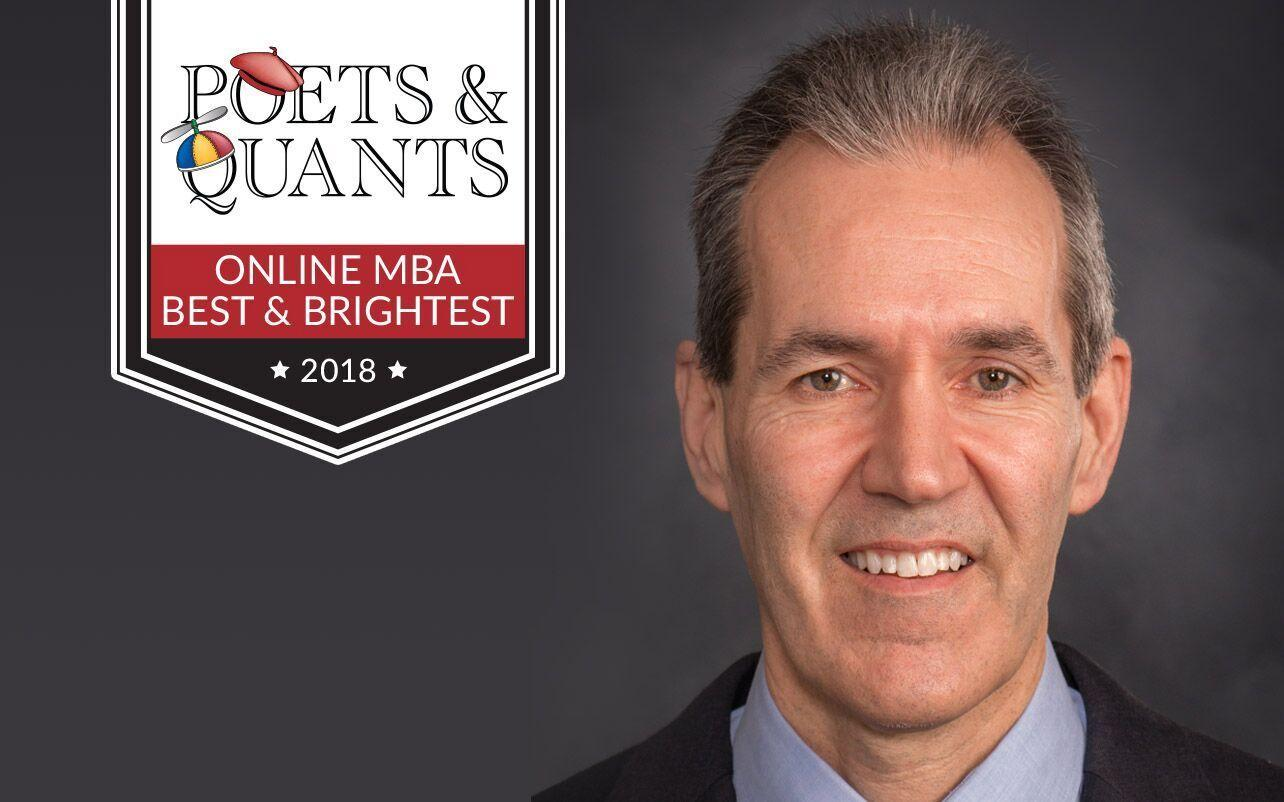 POETS &
QUANTS
ONLINE MBA
BEST & BRIGHTEST
★ 2018 ★